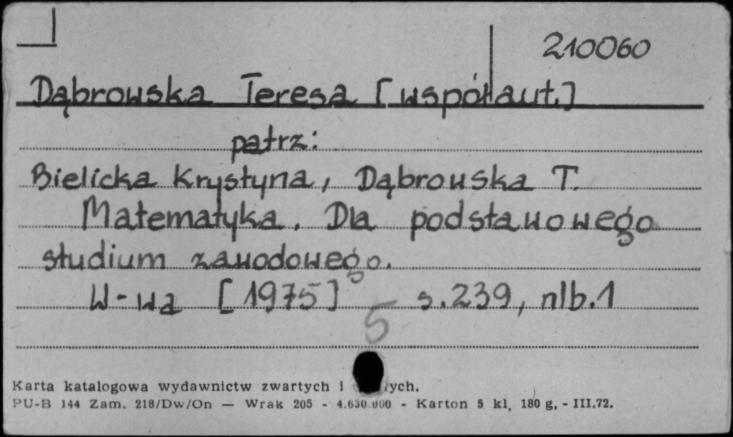 210060
Dąbrowska Teresa [współaut.]
patrz:
Bielicka Krystyna, Dąbrowska T.
Matematyka. Dla podstawowego
studium zawodowego.
W-wa [1975] s.239, nlb.1
5
Karta katalogowa wydawnictw zwartych i
PU-B 144 Zam. 218/Dw/On — Wrak 205 - 4.630.000 - Karton 5 kl, 180 g, - III.72.